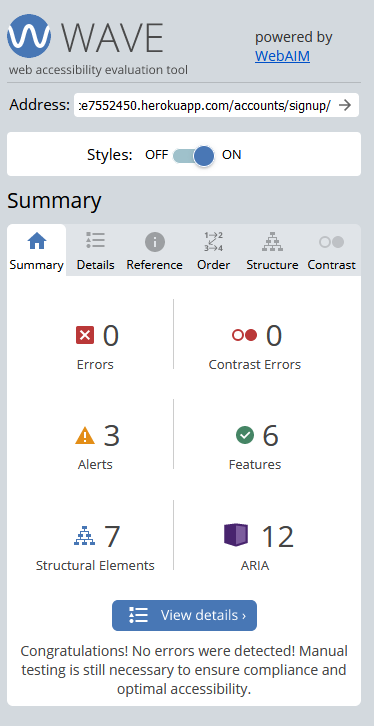 WAVE
web accessibility evaluation tool
powered by
WebAIM
Address: :e7552450.herokuapp.com/accounts/signup/
Styles: OFF ON
Summary
Summary Details Reference Order Structure Contrast
0 0
Errors Contrast Errors
3 6
Alerts Features
7 12
Structural Elements ARIA
View details ›
Congratulations! No errors were detected! Manual
testing is still necessary to ensure compliance and
optimal accessibility.